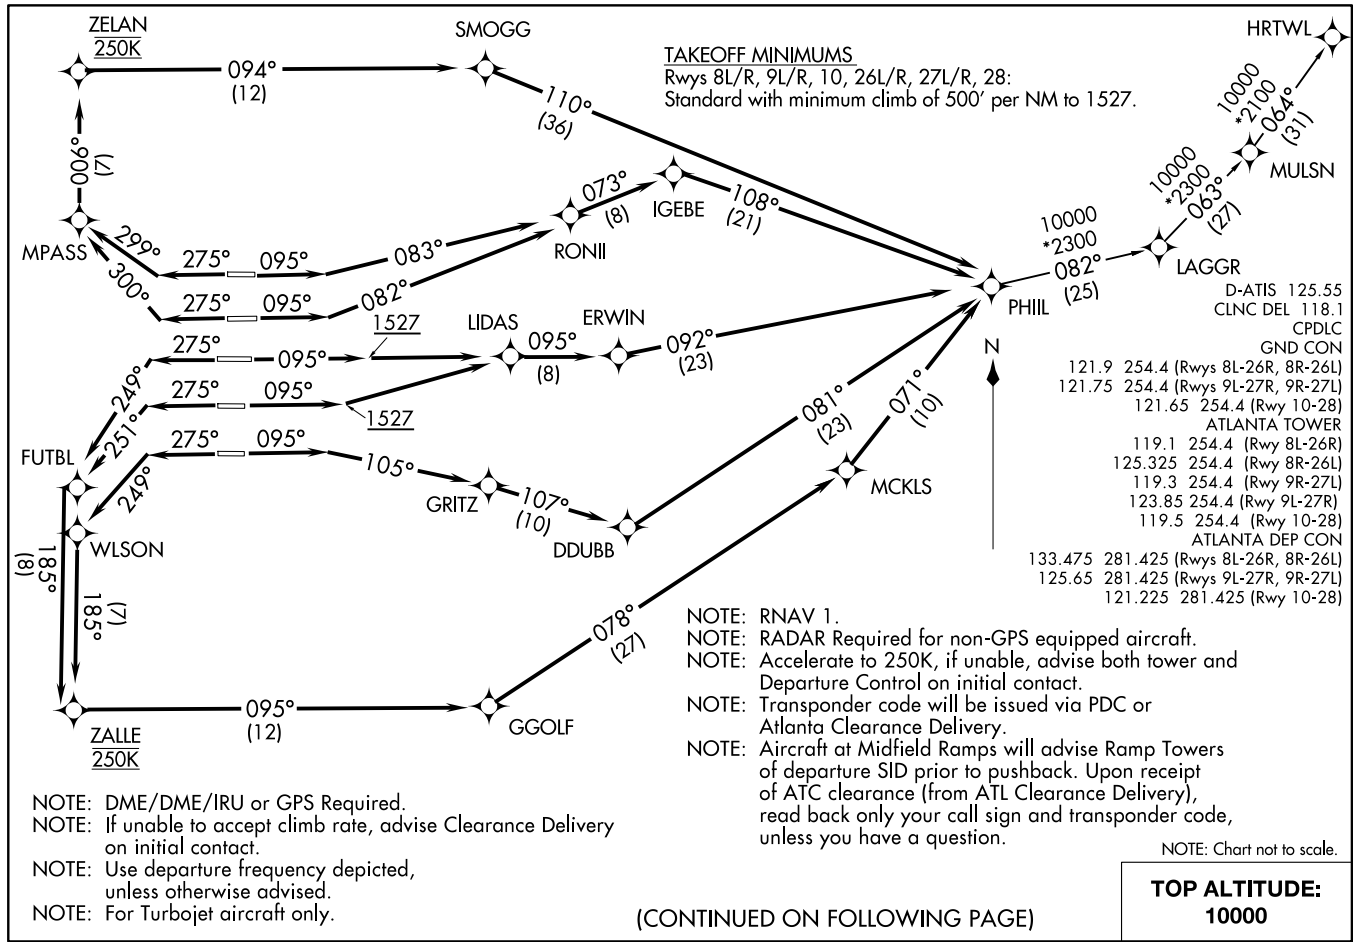 ZELAN
250K
SMOGG
HRTWL
TAKEOFF MINIMUMS
Rwys 8L/R, 9L/R, 10, 26L/R, 27L/R, 28:
Standard with minimum climb of 500' per NM to 1527.
094°
(12)
110°
(36)
10000
*2100
064°
(31)
MULSN
006°
(7)
MPASS
073°
(8)
IGEBE
108°
(21)
RONII
10000
*2300
063°
(27)
LAGGR
10000
*2300
082°
(25)
PHIIL
299°
275°
095°
083°
300°
275°
095°
082°
1527
LIDAS
ERWIN
275°
095°
095°
(8)
092°
(23)
249°
275°
095°
1527
251°
FUTBL
275°
095°
105°
249°
GRITZ
107°
(10)
DDUBB
081°
(23)
071°
(10)
MCKLS
N
WLSON
185°
(8)
185°
(7)
078°
(27)
ZALLE
250K
095°
(12)
GGOLF
D-ATIS 125.55
CLNC DEL 118.1
CPDLC
GND CON
121.9 254.4 (Rwys 8L-26R, 8R-26L)
121.75 254.4 (Rwys 9L-27R, 9R-27L)
121.65 254.4 (Rwy 10-28)
ATLANTA TOWER
119.1 254.4 (Rwy 8L-26R)
125.325 254.4 (Rwy 8R-26L)
119.3 254.4 (Rwy 9R-27L)
123.85 254.4 (Rwy 9L-27R)
119.5 254.4 (Rwy 10-28)
ATLANTA DEP CON
133.475 281.425 (Rwys 8L-26R, 8R-26L)
125.65 281.425 (Rwys 9L-27R, 9R-27L)
121.225 281.425 (Rwy 10-28)
NOTE: RNAV 1.
NOTE: RADAR Required for non-GPS equipped aircraft.
NOTE: Accelerate to 250K, if unable, advise both tower and
Departure Control on initial contact.
NOTE: Transponder code will be issued via PDC or
Atlanta Clearance Delivery.
NOTE: Aircraft at Midfield Ramps will advise Ramp Towers
of departure SID prior to pushback. Upon receipt
of ATC clearance (from ATL Clearance Delivery),
read back only your call sign and transponder code,
unless you have a question.
NOTE: DME/DME/IRU or GPS Required.
NOTE: If unable to accept climb rate, advise Clearance Delivery
on initial contact.
NOTE: Use departure frequency depicted,
unless otherwise advised.
NOTE: For Turbojet aircraft only.
NOTE: Chart not to scale.
(CONTINUED ON FOLLOWING PAGE)
TOP ALTITUDE:
10000